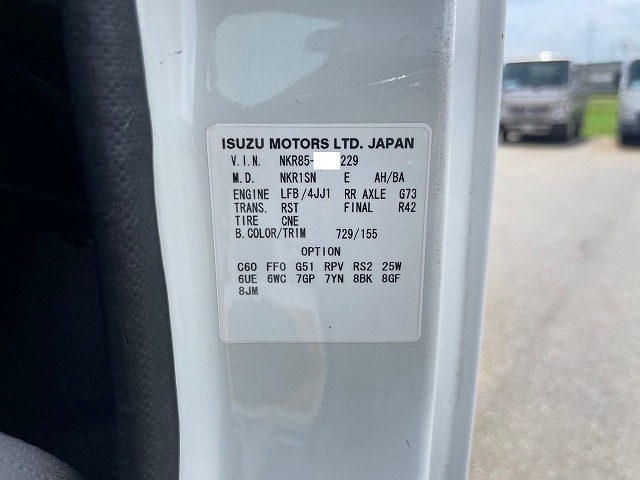 ISUZU MOTORS LTD. JAPAN
V.I.N. NKR85- 229
M.D. NKR1SN E AH/BA
ENGINE LFB/4JJ1 RR AXLE G73
TRANS. RST FINAL R42
TIRE CNE
B.COLOR/TRIM 729/155
OPTION
C60 FF0 G51 RPV RS2 25W
6UE 6WC 7GP 7YN 8BK 8GF
8JM